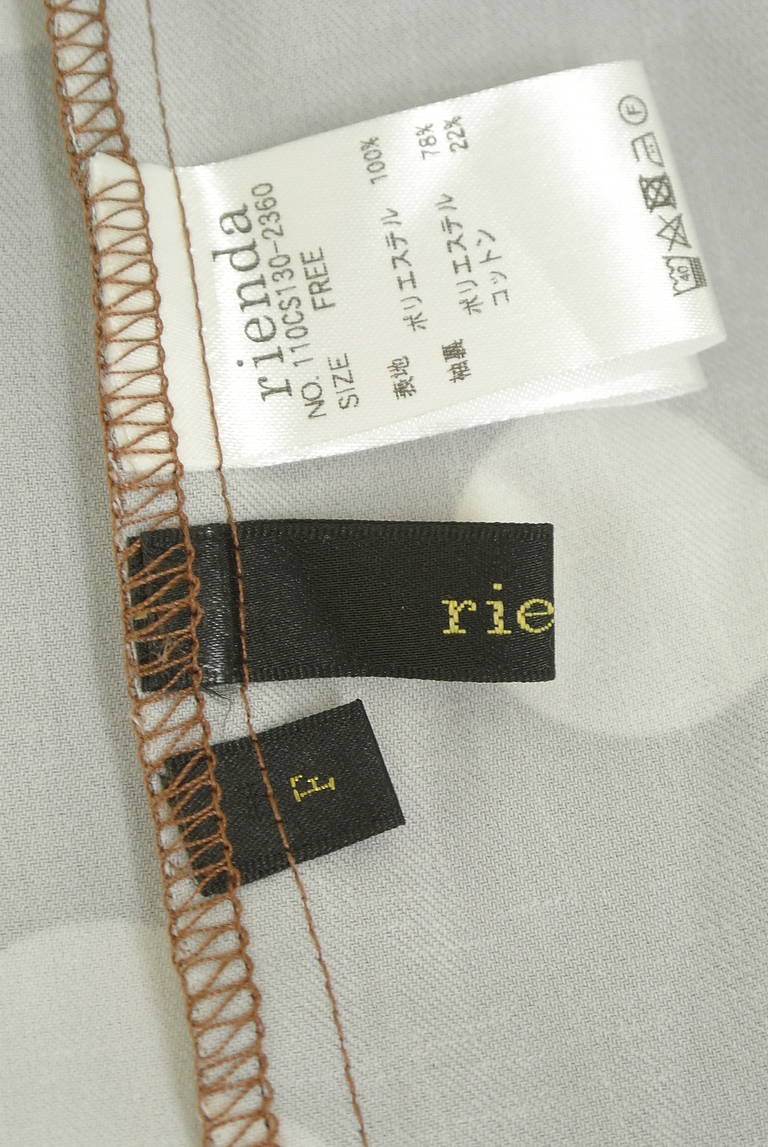 rienda
NO. 110CS130-2360
SIZE FREE
表地 ポリエステル 100%
袖裏 ポリエステル 78%
コットン 22%
F
40
rie
F